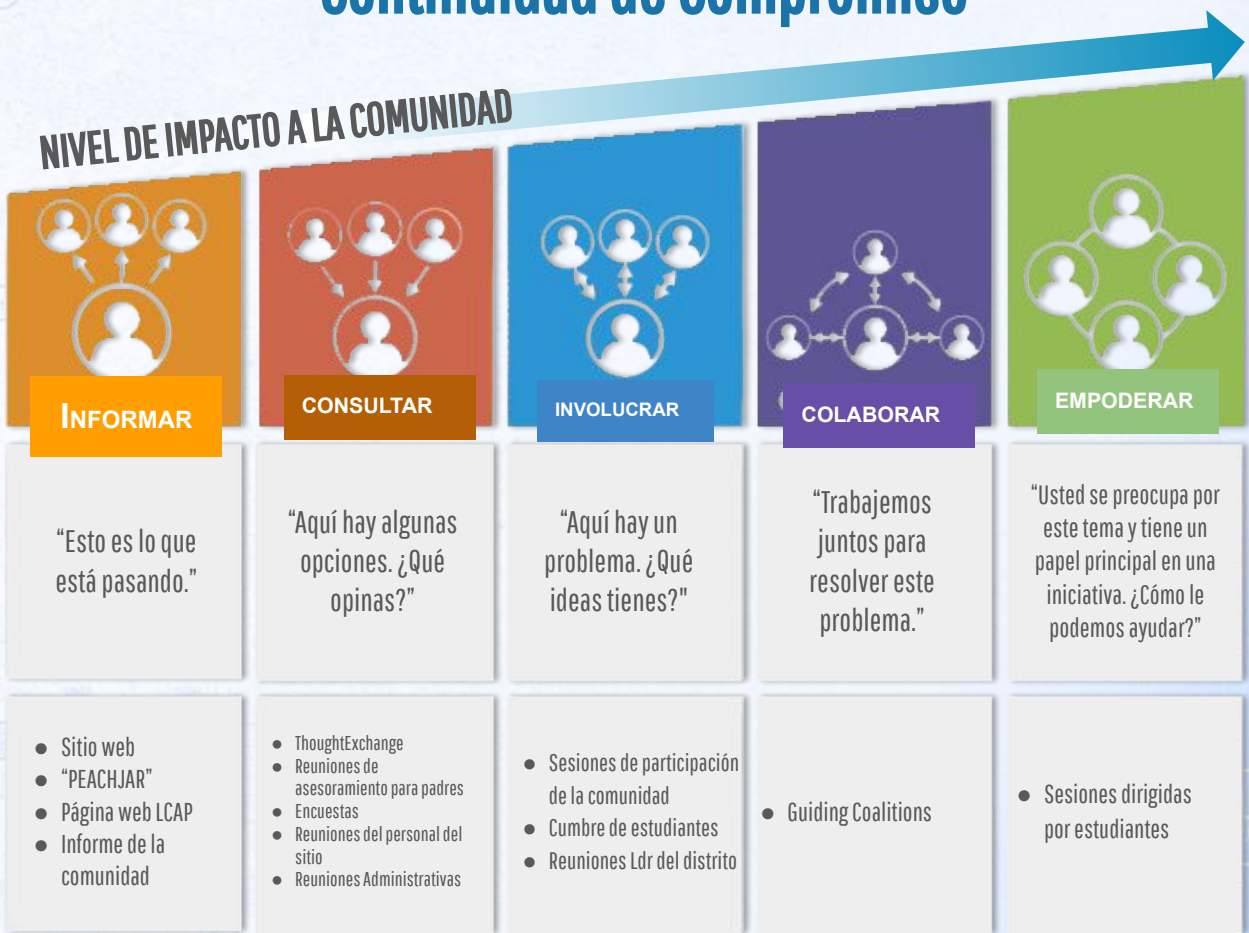 Continuidad de Compromiso
NIVEL DE IMPACTO A LA COMUNIDAD
INFORMAR
CONSULTAR
INVOLUCRAR
COLABORAR
EMPODERAR
“Esto es lo que
está pasando.”
“Aquí hay algunas
opciones. ¿Qué
opinas?”
“Aquí hay un
problema. ¿Qué
ideas tienes?"
“Trabajemos
juntos para
resolver este
problema.”
“Usted se preocupa por
este tema y tiene un
papel principal en una
iniciativa. ¿Cómo le
podemos ayudar?”
● Sitio web
● “PEACHJAR”
● Página web LCAP
● Informe de la
comunidad
● ThoughtExchange
● Reuniones de
asesoramiento para padres
● Encuestas
● Reuniones del personal del
sitio
● Reuniones Administrativas
● Sesiones de participación
de la comunidad
● Cumbre de estudiantes
● Reuniones Ldr del distrito
● Guiding Coalitions
● Sesiones dirigidas
por estudiantes